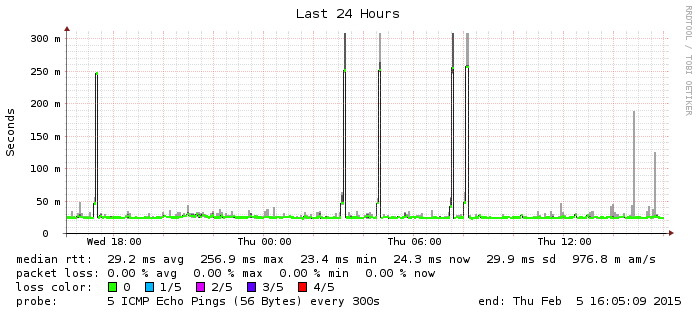 Last 24 Hours
RRDTOOL / TOBI OETIKER
Seconds
300 m
250 m
200 m
150 m
100 m
50 m
0
Wed 18:00 Thu 00:00 Thu 06:00 Thu 12:00
median rtt: 29.2 ms avg 256.9 ms max 23.4 ms min 24.3 ms now 29.9 ms sd 976.8 m am/s
packet loss: 0.00 % avg 0.00 % max 0.00 % min 0.00 % now
loss color: 0 1/5 2/5 3/5 4/5
probe: 5 ICMP Echo Pings (56 Bytes) every 300s end: Thu Feb 5 16:05:09 2015